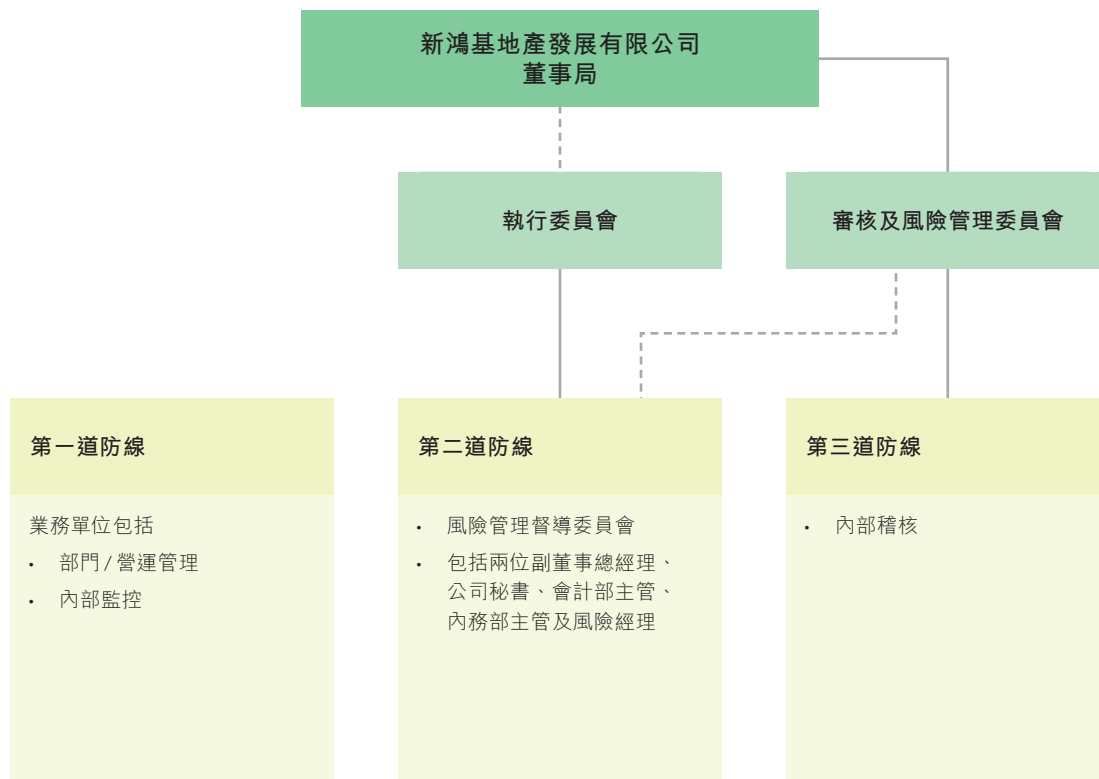 新鴻基地產發展有限公司
董事局
執行委員會
審核及風險管理委員會
第一道防線
業務單位包括
• 部門/營運管理
• 內部監控
第二道防線
• 風險管理督導委員會
• 包括兩位副董事總經理、
公司秘書、會計部主管、
內務部主管及風險經理
第三道防線
• 內部稽核